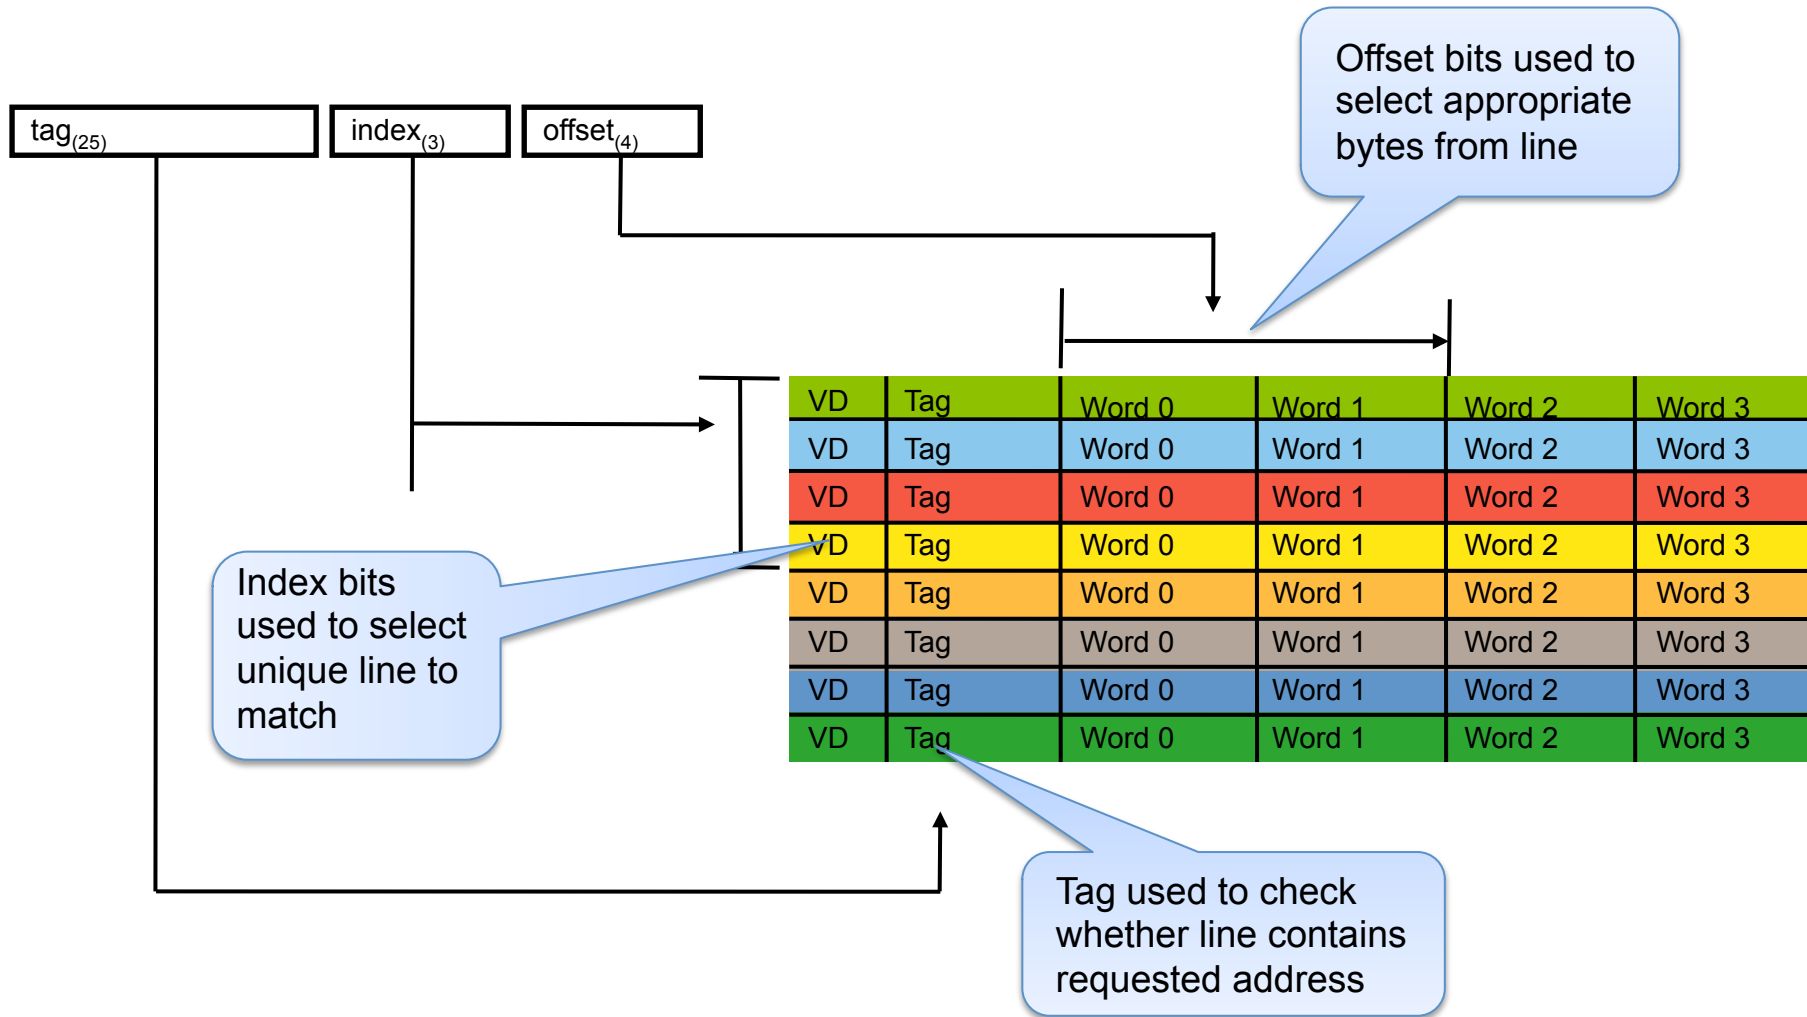 Offset bits used to
select appropriate
bytes from line
tag(25) index(3) offset(4)
VD Tag Word 0 Word 1 Word 2 Word 3
VD Tag Word 0 Word 1 Word 2 Word 3
VD Tag Word 0 Word 1 Word 2 Word 3
VD Tag Word 0 Word 1 Word 2 Word 3
VD Tag Word 0 Word 1 Word 2 Word 3
VD Tag Word 0 Word 1 Word 2 Word 3
VD Tag Word 0 Word 1 Word 2 Word 3
VD Tag Word 0 Word 1 Word 2 Word 3
Index bits
used to select
unique line to
match
Tag used to check
whether line contains
requested address